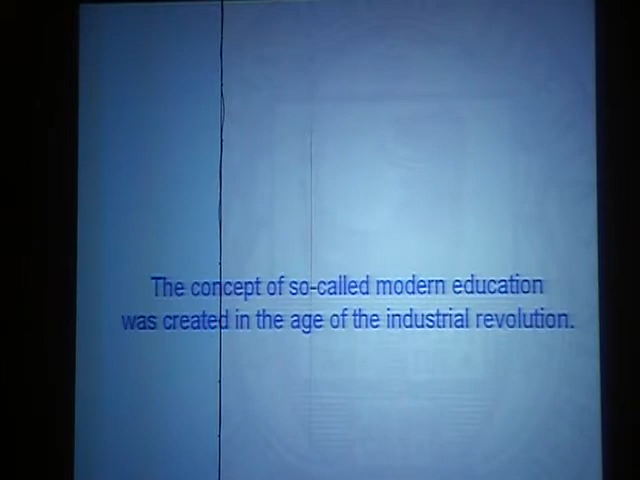 The concept of so-called modern education
was created in the age of the industrial revolution.